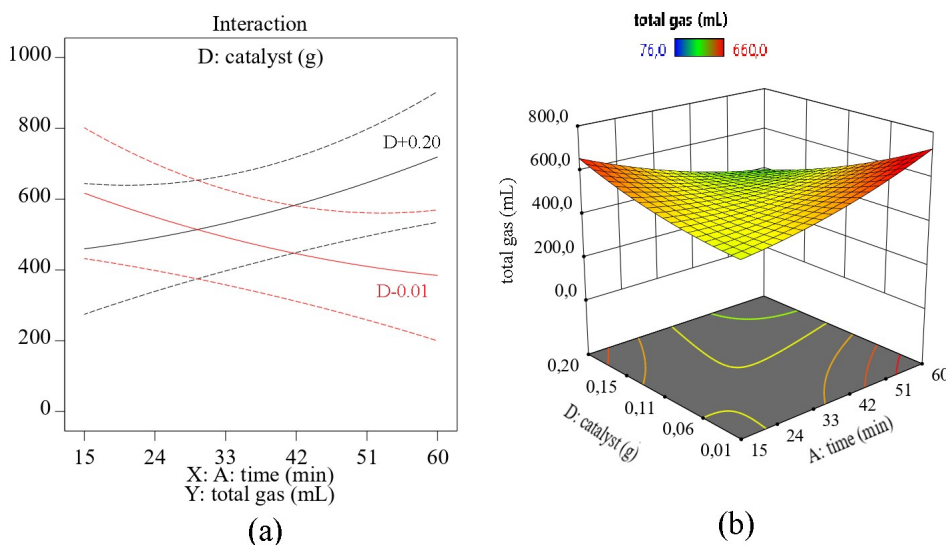 Interaction
D: catalyst (g)
1000
800
600
400
200
0
D+0.20
D-0.01
15 24 33 42 51 60
X: A: time (min)
Y: total gas (mL)
(a)
total gas (mL)
76,0 660,0
800,0
600,0
400,0
200,0
0,0
total gas (mL)
0,20
0,15
0,11
0,06
0,01
D: catalyst (g)
15
24
33
42
51
60
A: time (min)
(b)